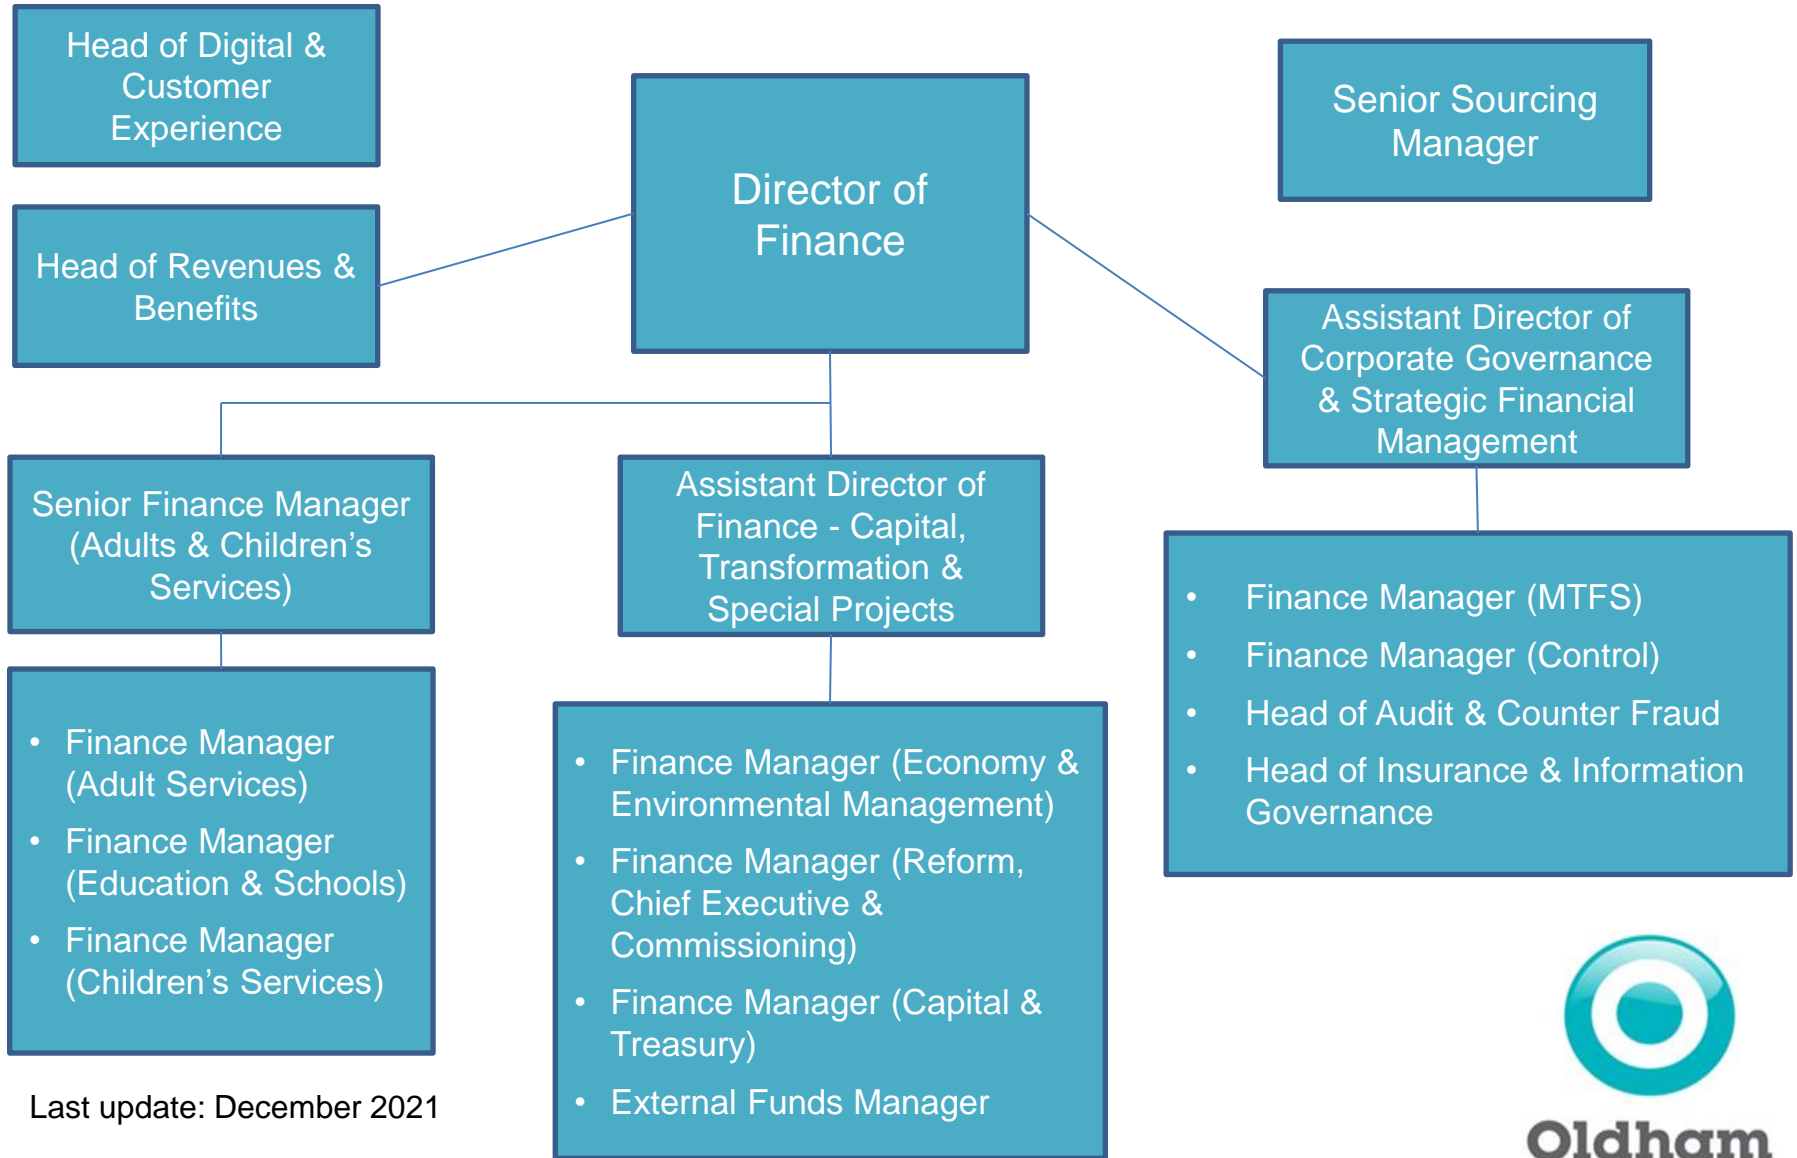 Head of Digital &
Customer
Experience
Senior Sourcing
Manager
Director of
Finance
Head of Revenues &
Benefits
Assistant Director of
Corporate Governance
& Strategic Financial
Management
Senior Finance Manager
(Adults & Children’s
Services)
Assistant Director of
Finance - Capital,
Transformation &
Special Projects
• Finance Manager (MTFS)
• Finance Manager (Control)
• Head of Audit & Counter Fraud
• Head of Insurance & Information
Governance
• Finance Manager
(Adult Services)
• Finance Manager
(Education & Schools)
• Finance Manager
(Children’s Services)
• Finance Manager (Economy &
Environmental Management)
• Finance Manager (Reform,
Chief Executive &
Commissioning)
• Finance Manager (Capital &
Treasury)
• External Funds Manager
Last update: December 2021
Oldham